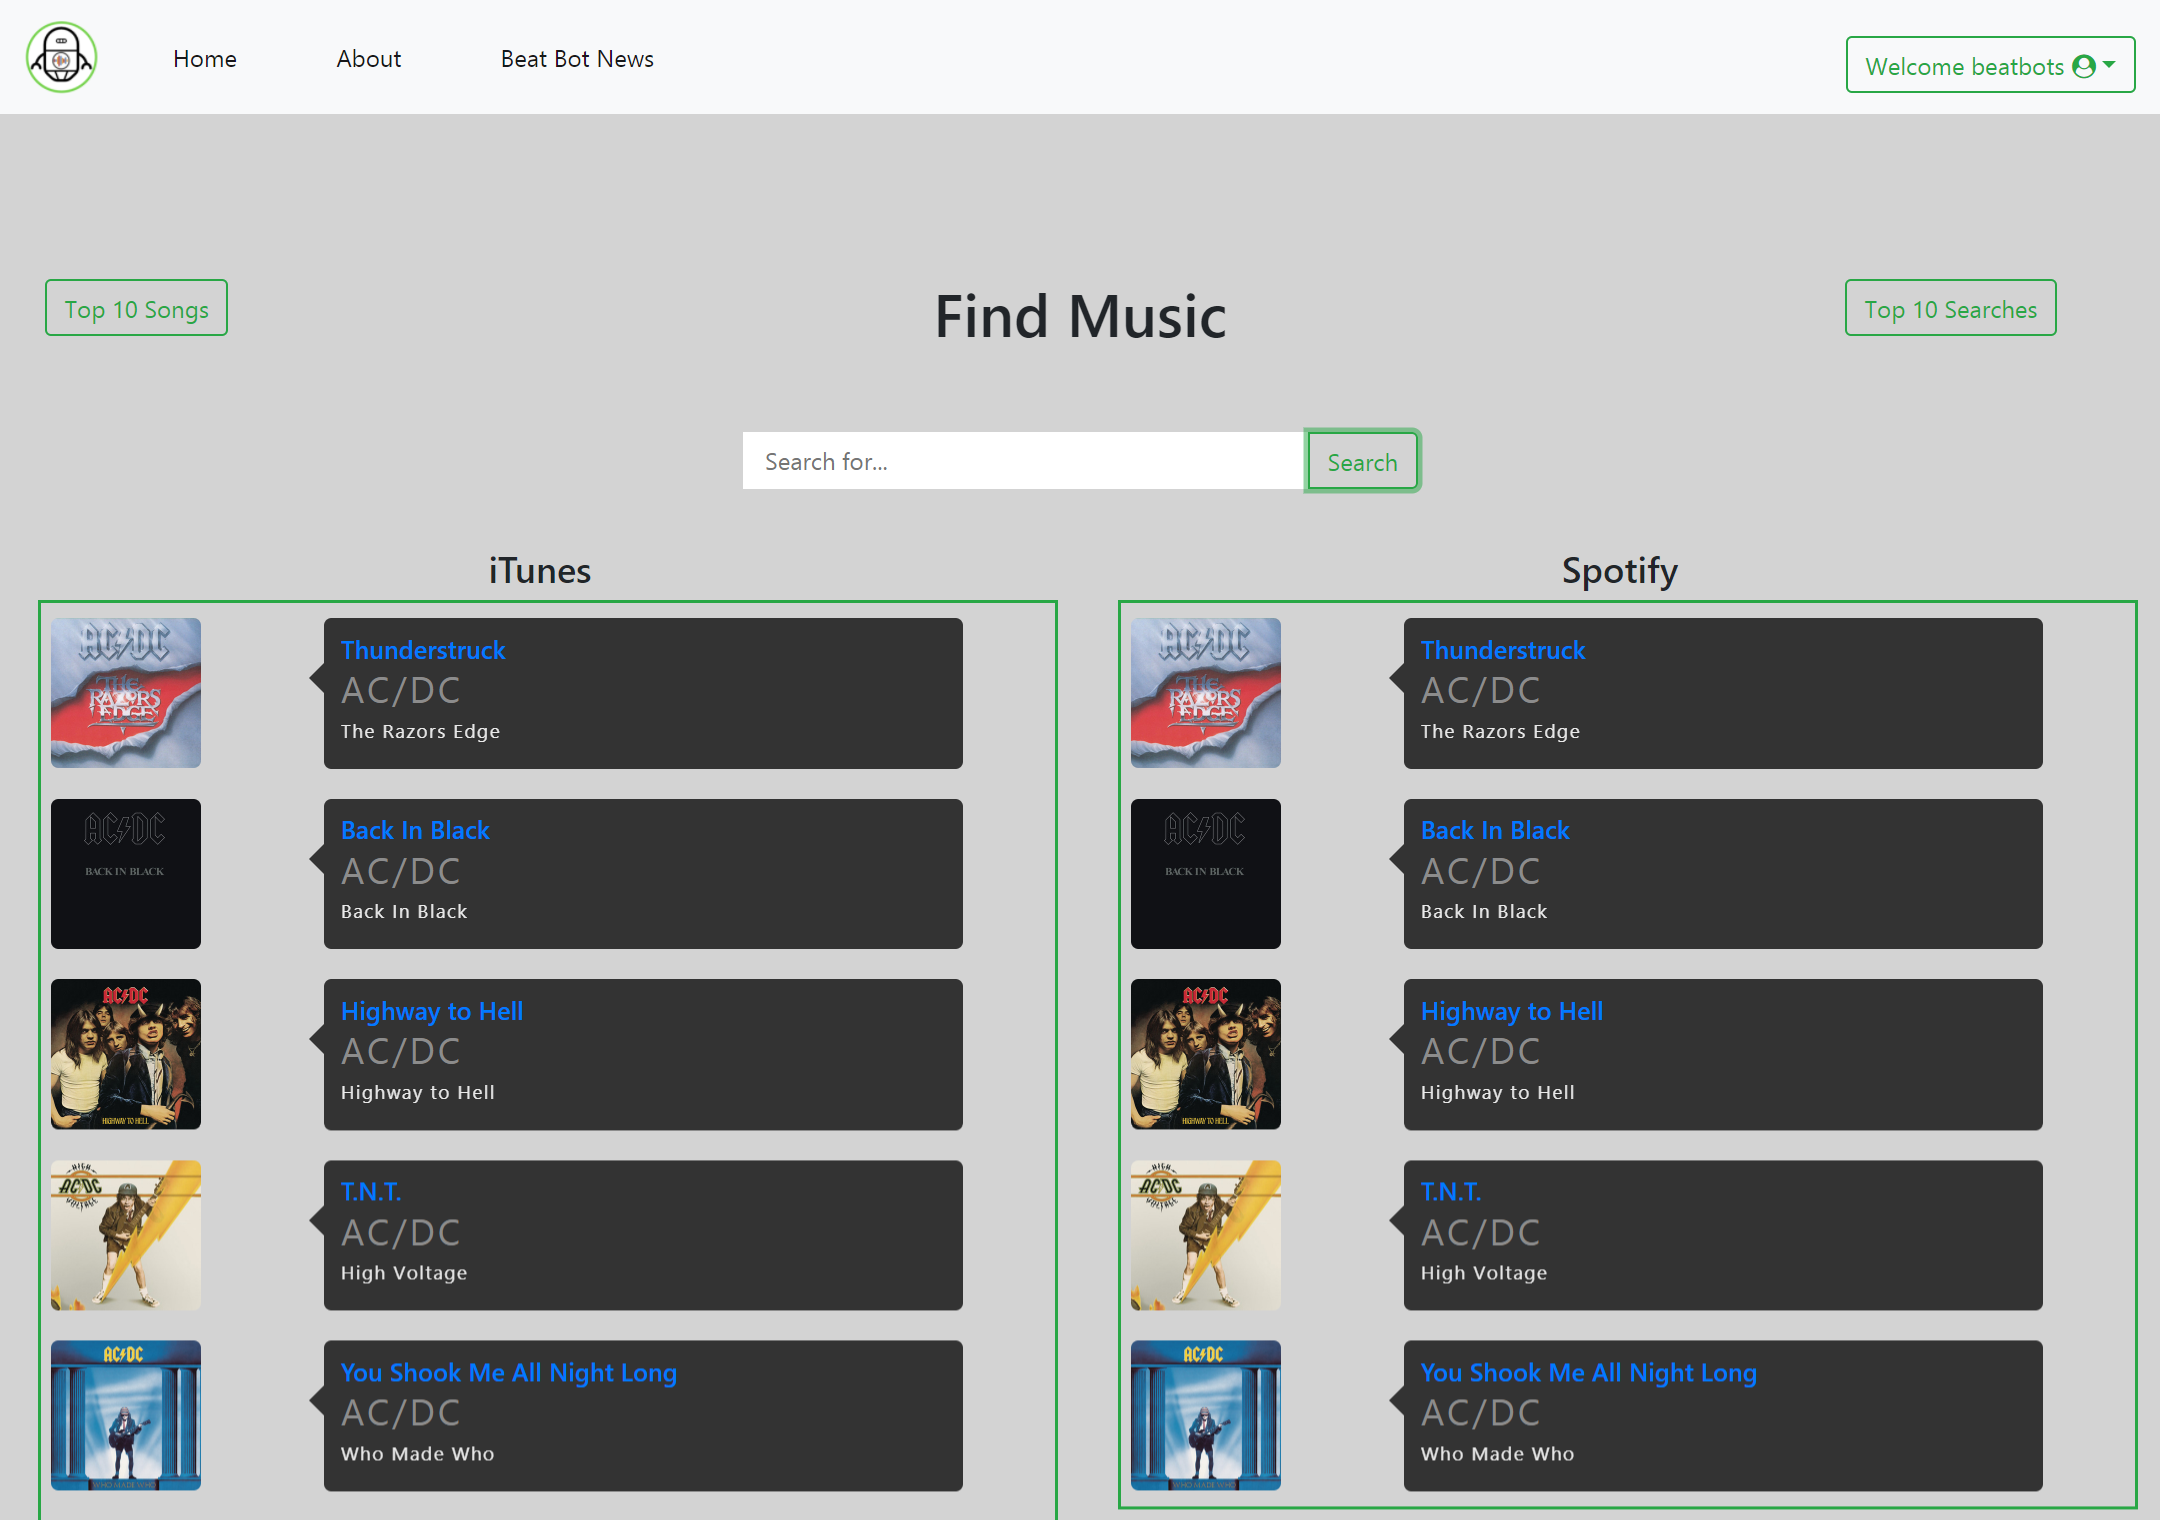 Home
About
Beat Bot News
Welcome beatbots
Top 10 Songs
Find Music
Top 10 Searches
Search for...
Search
iTunes
AC/DC
THE RAZORS EDGE
Thunderstruck
AC/DC
The Razors Edge
AC/DC
BACK IN BLACK
Back In Black
AC/DC
Back In Black
AC/DC
HIGHWAY TO HELL
Highway to Hell
AC/DC
Highway to Hell
HIGH
AC/DC
VOLTAGE
T.N.T.
AC/DC
High Voltage
AC/DC
WHO MADE WHO
You Shook Me All Night Long
AC/DC
Who Made Who
Spotify
AC/DC
THE RAZORS EDGE
Thunderstruck
AC/DC
The Razors Edge
AC/DC
BACK IN BLACK
Back In Black
AC/DC
Back In Black
AC/DC
HIGHWAY TO HELL
Highway to Hell
AC/DC
Highway to Hell
HIGH
AC/DC
VOLTAGE
T.N.T.
AC/DC
High Voltage
AC/DC
WHO MADE WHO
You Shook Me All Night Long
AC/DC
Who Made Who